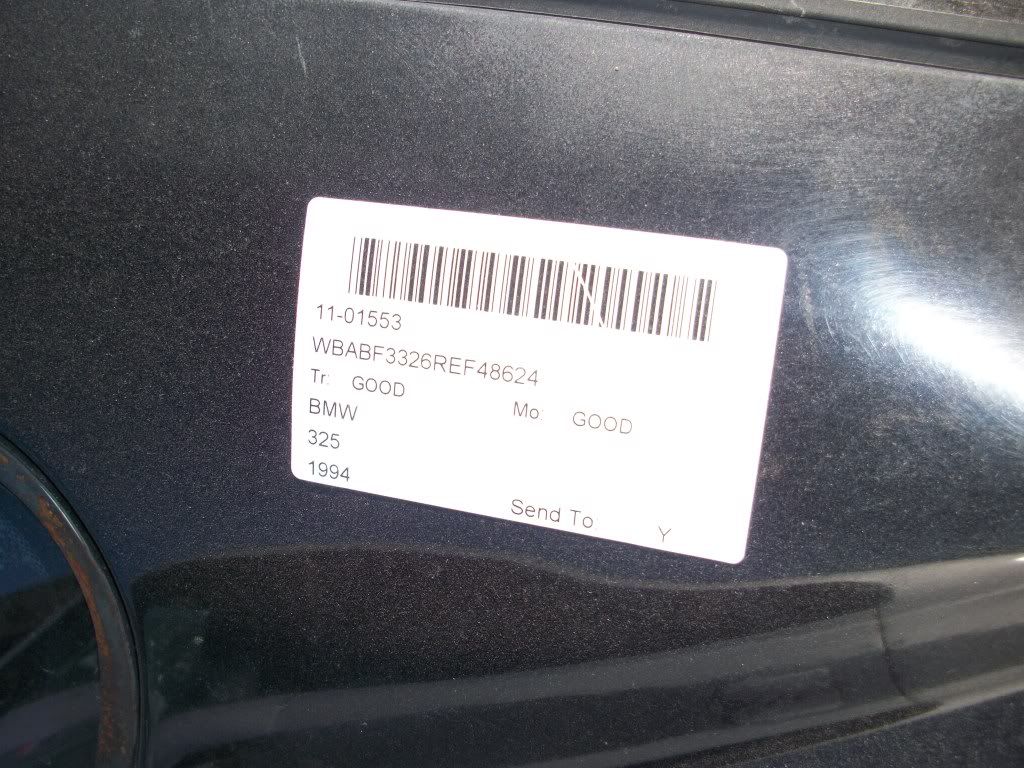 11-01553
WBABF3326REF48624
Tr: GOOD Mo: GOOD
BMW
325
1994
Send To Y